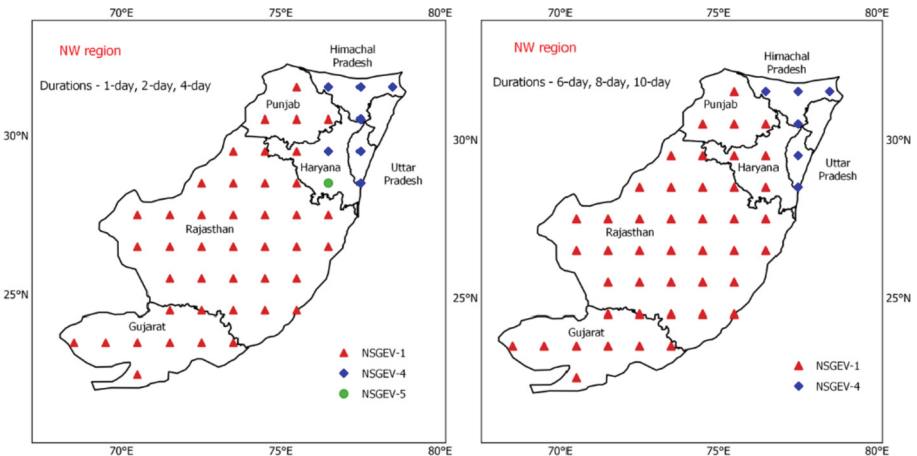 70°E 75°E 80°E
NW region
Himachal
Pradesh
Durations - 1-day, 2-day, 4-day
Punjab
30°N
Haryana
Uttar
Pradesh
Rajasthan
25°N
Gujarat
NSGEV-1
NSGEV-4
NSGEV-5
70°E 75°E 80°E
70°E 75°E 80°E
NW region
Himachal
Pradesh
Durations - 6-day, 8-day, 10-day
Punjab
30°N 30°N
Haryana
Uttar
Pradesh
Rajasthan
25°N 25°N
Gujarat
NSGEV-1
NSGEV-4
70°E 75°E 80°E